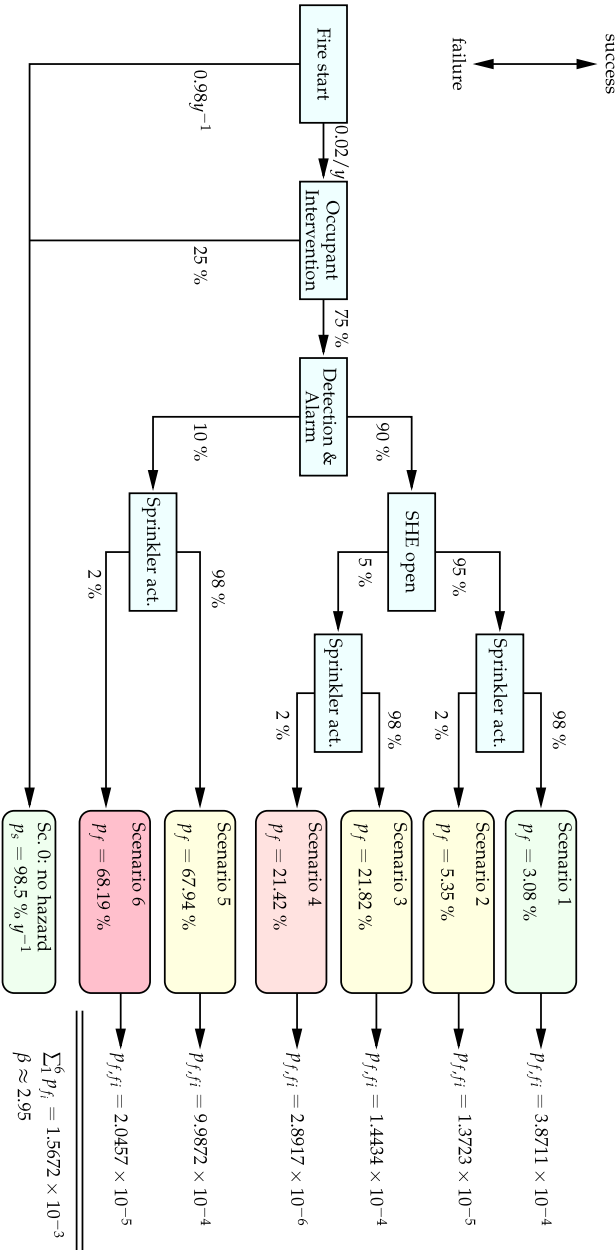 success
failure
Fire start
0.02 / y
0.98y⁻¹
Occupant
Intervention
75 %
25 %
Detection &
Alarm
90 %
10 %
SHE open
95 %
5 %
Sprinkler act.
98 %
2 %
Sprinkler act.
98 %
2 %
Sprinkler act.
98 %
2 %
Scenario 1
p_f = 3.08 %
p_{f,fi} = 3.8711 × 10⁻⁴
Scenario 2
p_f = 5.35 %
p_{f,fi} = 1.3723 × 10⁻⁵
Scenario 3
p_f = 21.82 %
p_{f,fi} = 1.4434 × 10⁻⁴
Scenario 4
p_f = 21.42 %
p_{f,fi} = 2.8917 × 10⁻⁶
Scenario 5
p_f = 67.94 %
p_{f,fi} = 9.9872 × 10⁻⁴
Scenario 6
p_f = 68.19 %
p_{f,fi} = 2.0457 × 10⁻⁵
Sc. 0: no hazard
p_s = 98.5 % y⁻¹
∑₁⁶ p_{f_i} = 1.5672 × 10⁻³
β ≈ 2.95